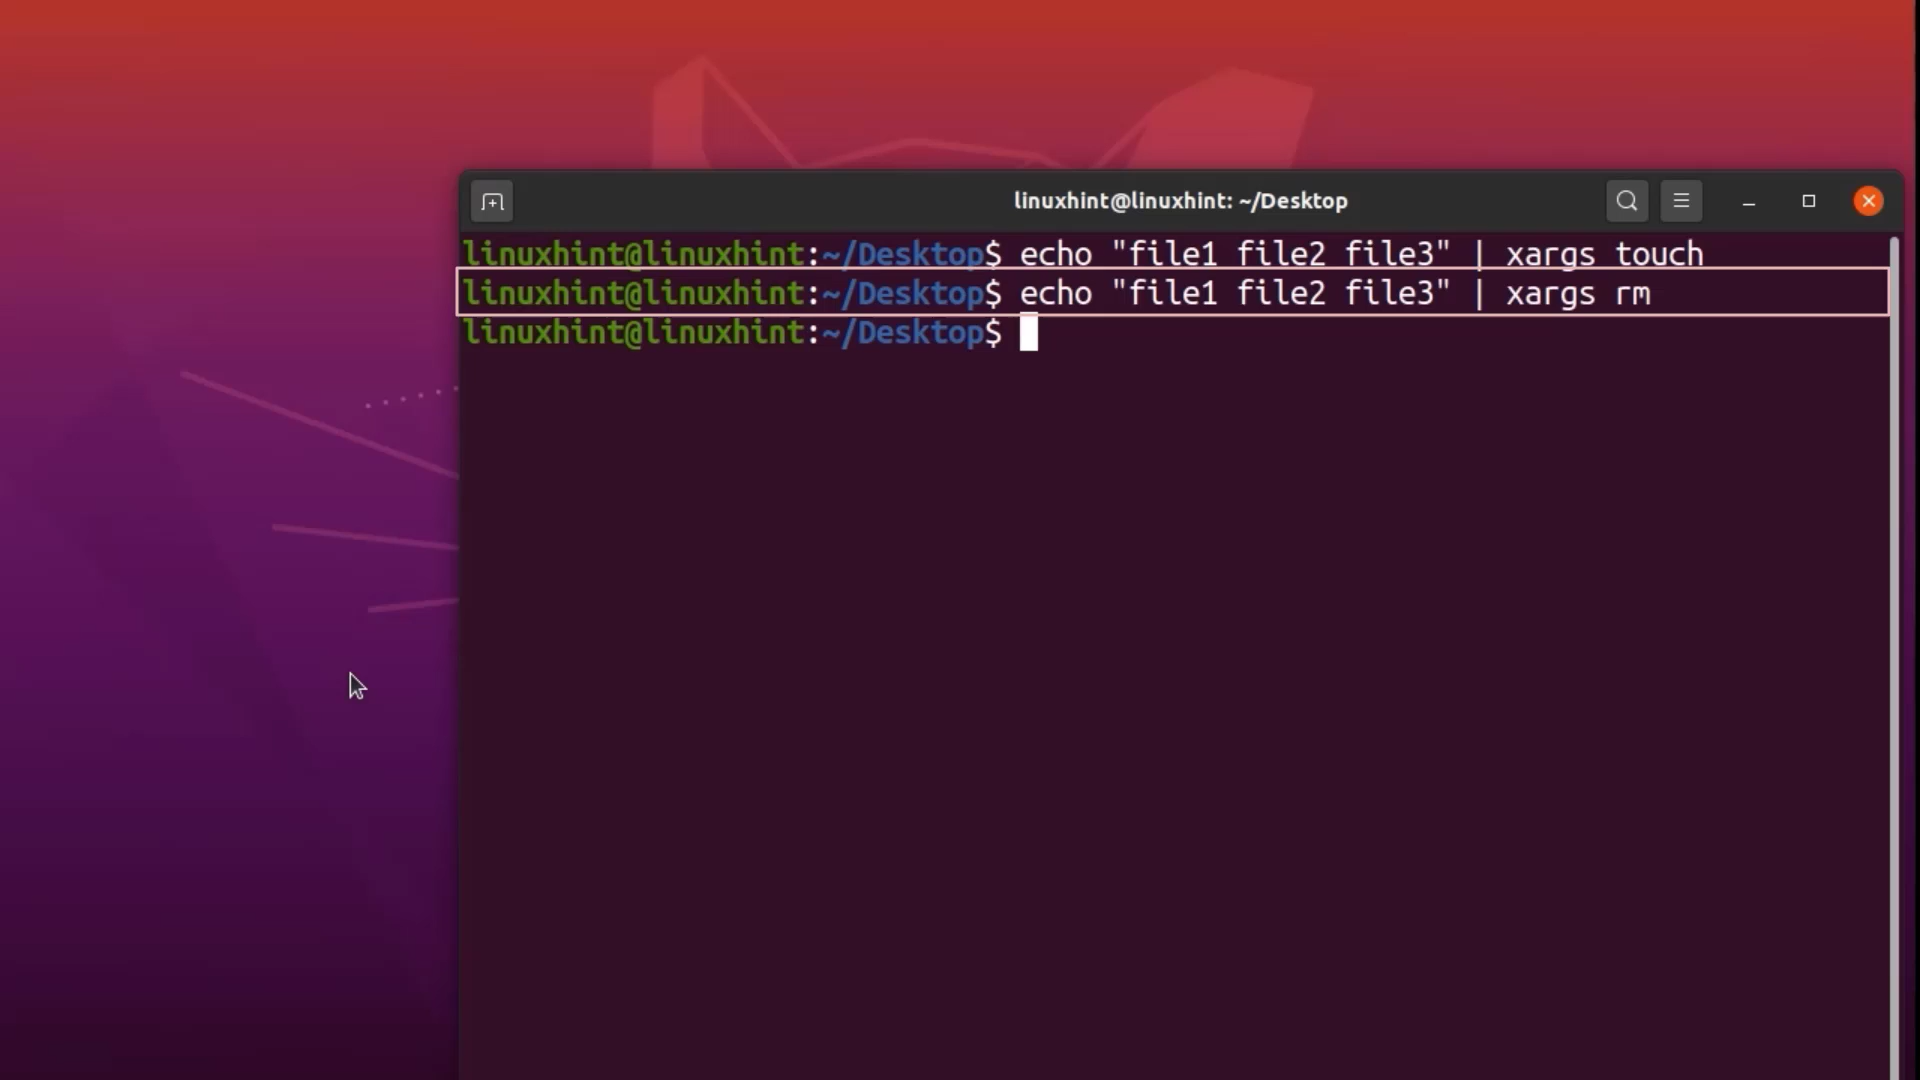 linuxhint@linuxhint: ~/Desktop
linuxhint@linuxhint:~/Desktop$ echo "file1 file2 file3" | xargs touch
linuxhint@linuxhint:~/Desktop$ echo "file1 file2 file3" | xargs rm
linuxhint@linuxhint:~/Desktop$